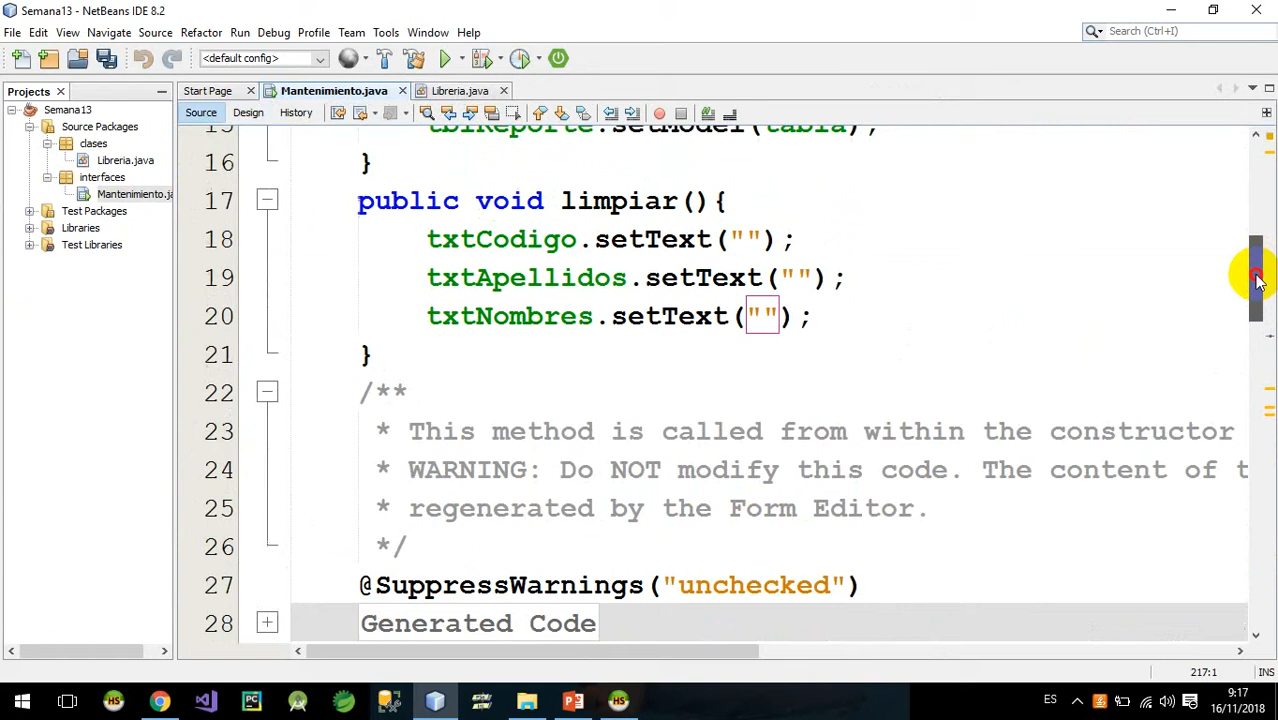 Semana13 - NetBeans IDE 8.2
File Edit View Navigate Source Refactor Run Debug Profile Team Tools Window Help
Search (Ctrl+I)
<default config>
Projects
Start Page
Mantenimiento.java
Libreria.java
Source Design History
Semana13
Source Packages
clases
Libreria.java
interfaces
Mantenimiento.ja
Test Packages
Libraries
Test Libraries
15 tblReporte.setModel(tabla);
16 }
17 public void limpiar(){
18 txtCodigo.setText("");
19 txtApellidos.setText("");
20 txtNombres.setText("");
21 }
22 /**
23 * This method is called from within the constructor
24 * WARNING: Do NOT modify this code. The content of t
25 * regenerated by the Form Editor.
26 */
27 @SuppressWarnings("unchecked")
28 Generated Code
217:1 INS
ES
9:17
16/11/2018